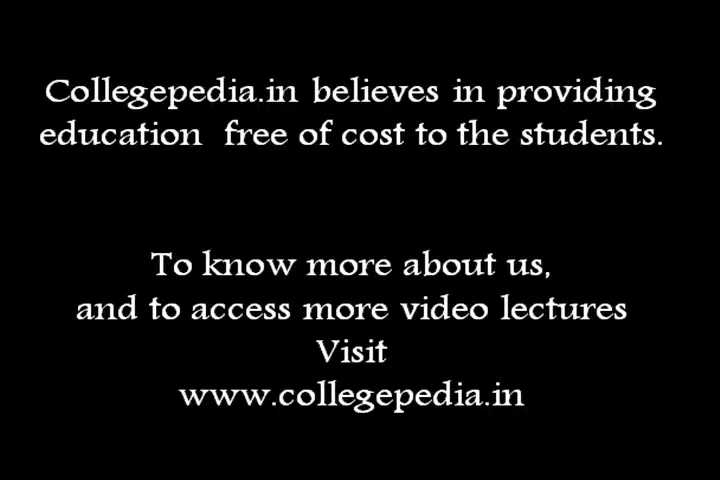 Collegepedia.in believes in providing
education free of cost to the students.
To know more about us,
and to access more video lectures
Visit
www.collegepedia.in